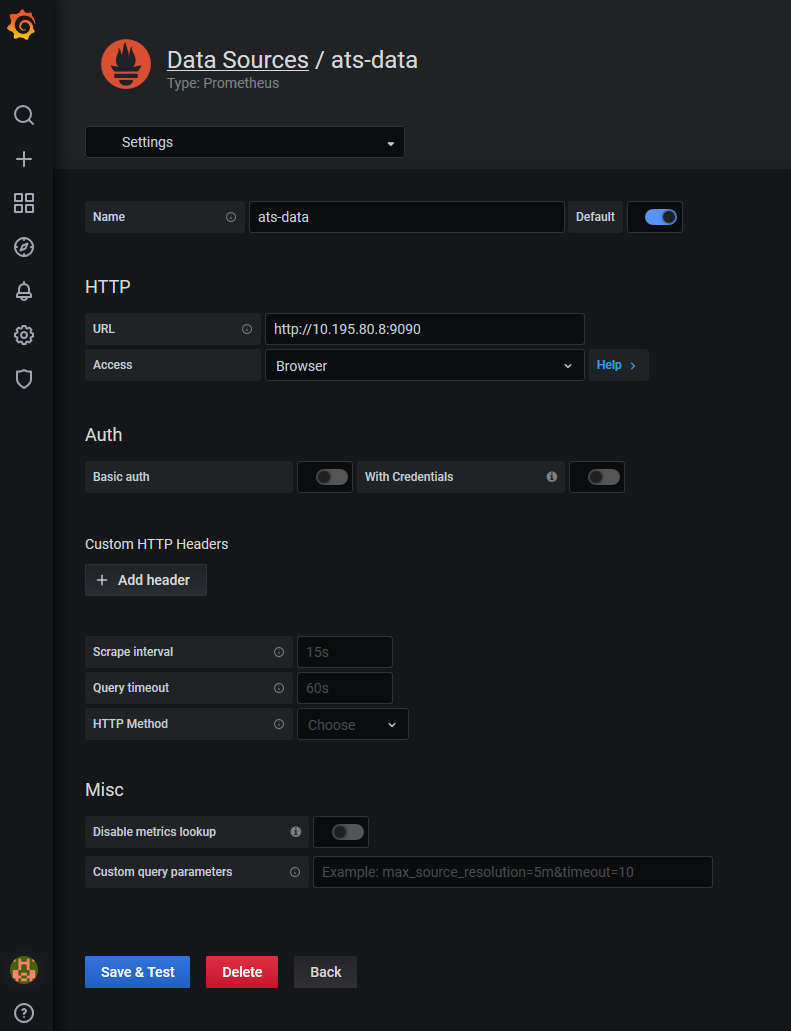 Data Sources / ats-data
Type: Prometheus
Settings
Name ats-data Default
HTTP
URL http://10.195.80.8:9090
Access Browser Help
Auth
Basic auth With Credentials
Custom HTTP Headers
Add header
Scrape interval 15s
Query timeout 60s
HTTP Method Choose
Misc
Disable metrics lookup
Custom query parameters Example: max_source_resolution=5m&timeout=10
Save & Test Delete Back